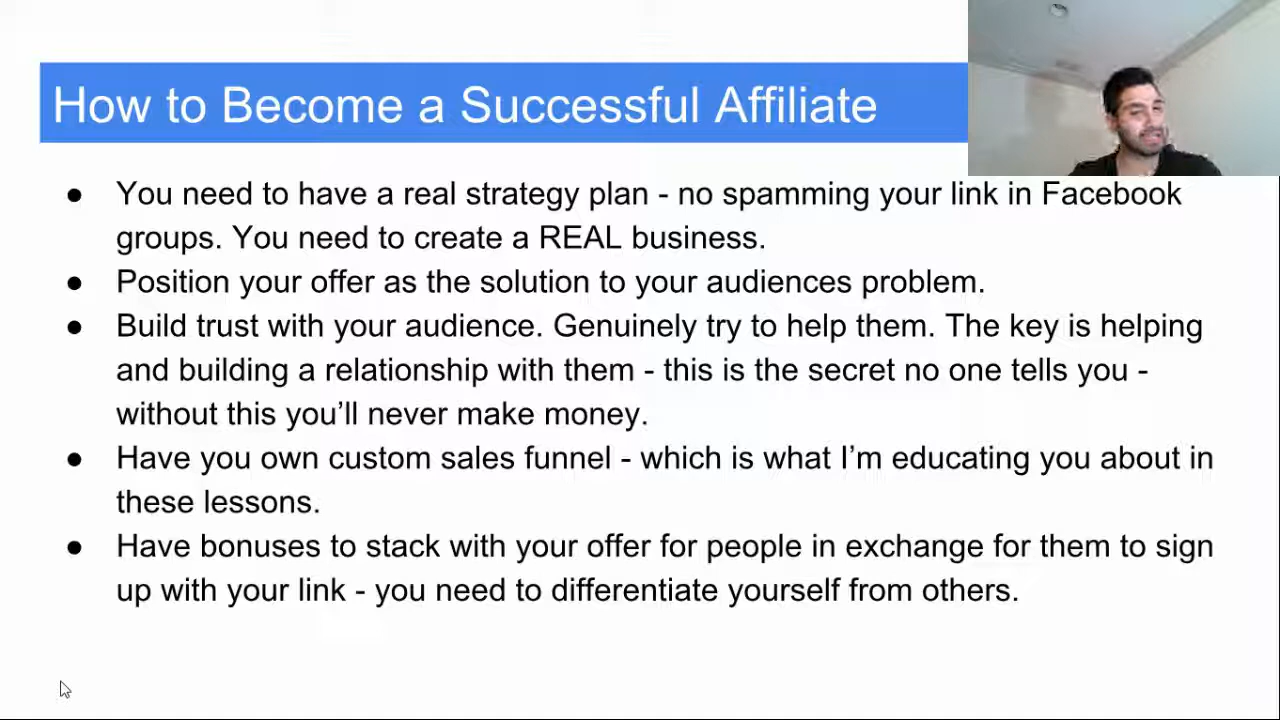 How to Become a Successful Affiliate
● You need to have a real strategy plan - no spamming your link in Facebook
groups. You need to create a REAL business.
● Position your offer as the solution to your audiences problem.
● Build trust with your audience. Genuinely try to help them. The key is helping
and building a relationship with them - this is the secret no one tells you -
without this you’ll never make money.
● Have you own custom sales funnel - which is what I’m educating you about in
these lessons.
● Have bonuses to stack with your offer for people in exchange for them to sign
up with your link - you need to differentiate yourself from others.